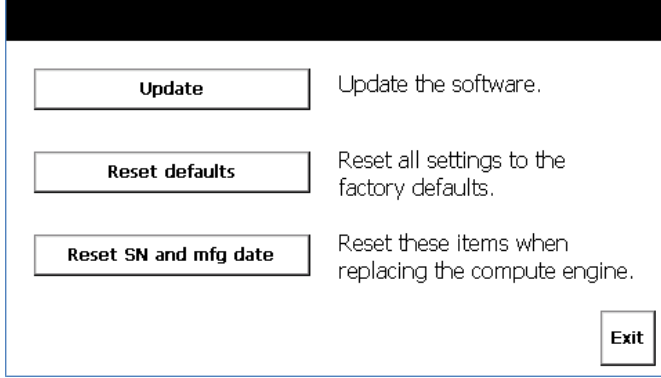 Update
Update the software.
Reset defaults
Reset all settings to the
factory defaults.
Reset SN and mfg date
Reset these items when
replacing the compute engine.
Exit